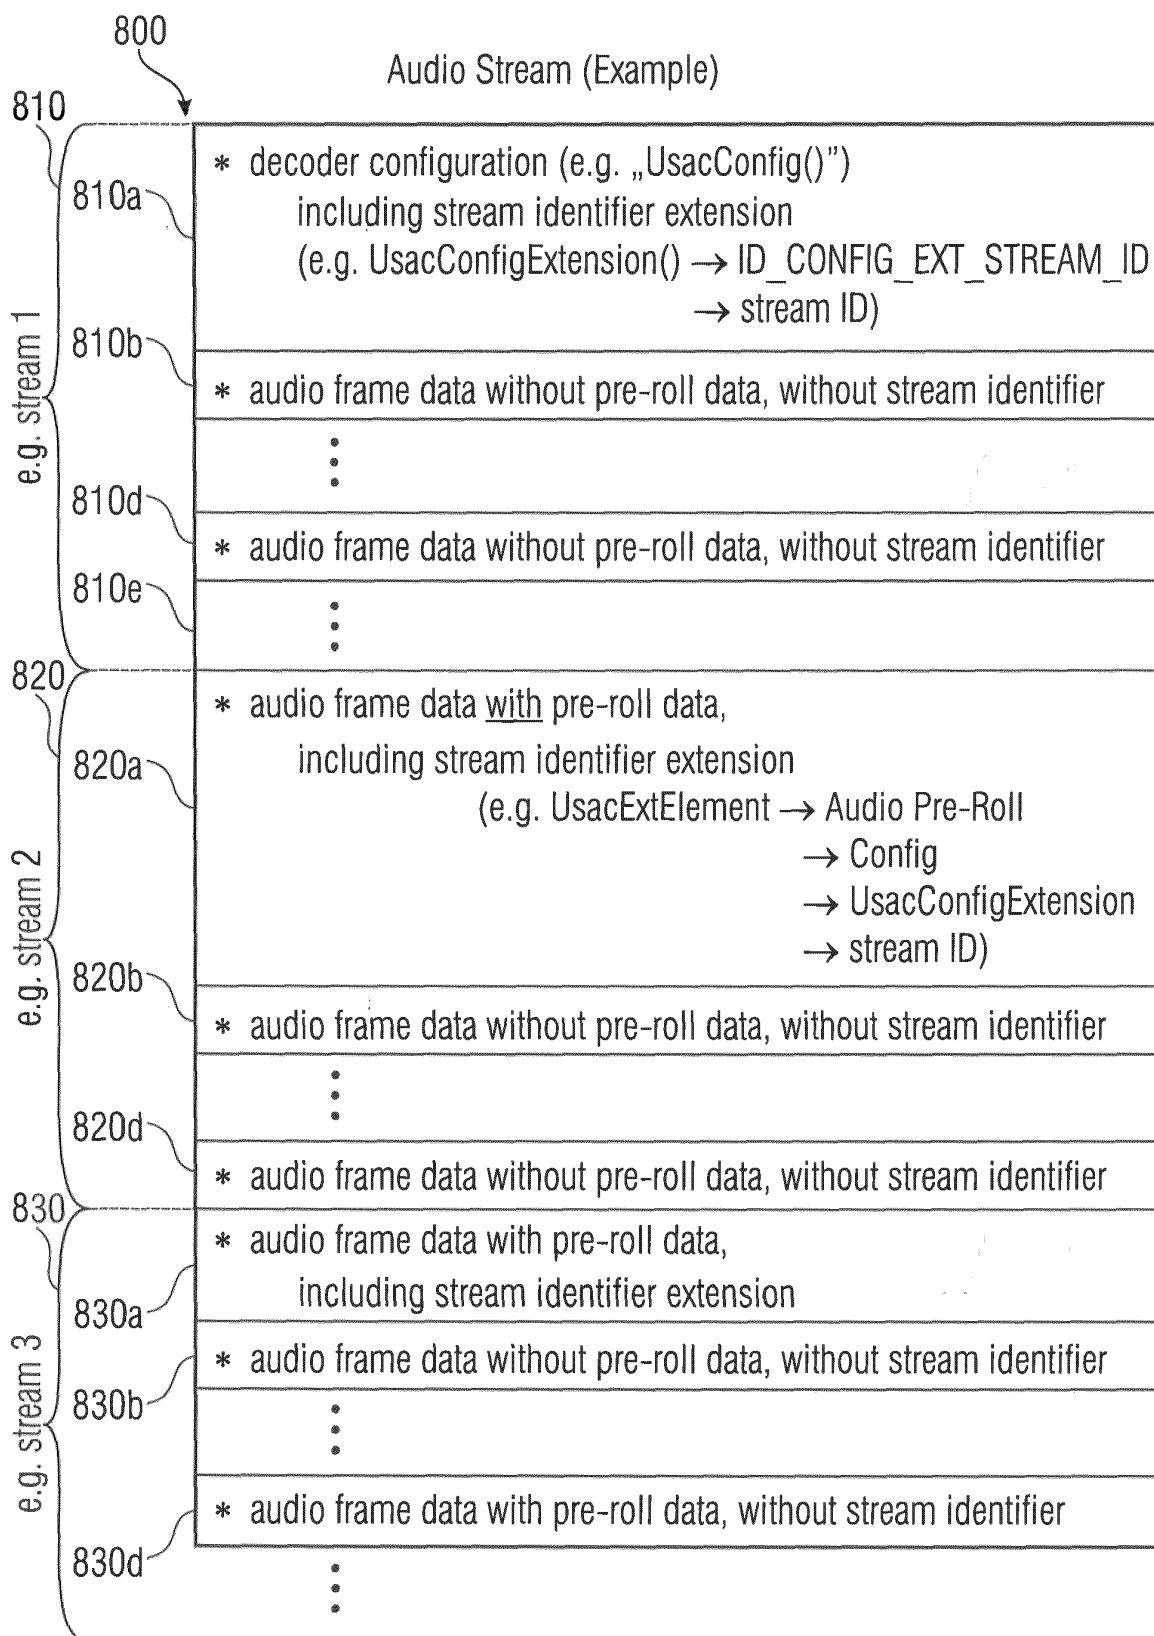 800
Audio Stream (Example)
810
* decoder configuration (e.g. „UsacConfig()”)
810a
including stream identifier extension
(e.g. UsacConfigExtension() → ID_CONFIG_EXT_STREAM_ID
→ stream ID)
e.g. stream 1
810b
* audio frame data without pre-roll data, without stream identifier
810d
* audio frame data without pre-roll data, without stream identifier
810e
820
* audio frame data with pre-roll data,
820a
including stream identifier extension
(e.g. UsacExtElement → Audio Pre-Roll
→ Config
→ UsacConfigExtension
→ stream ID)
e.g. stream 2
820b
* audio frame data without pre-roll data, without stream identifier
820d
* audio frame data without pre-roll data, without stream identifier
830
* audio frame data with pre-roll data,
including stream identifier extension
830a
e.g. stream 3
* audio frame data without pre-roll data, without stream identifier
830b
* audio frame data with pre-roll data, without stream identifier
830d